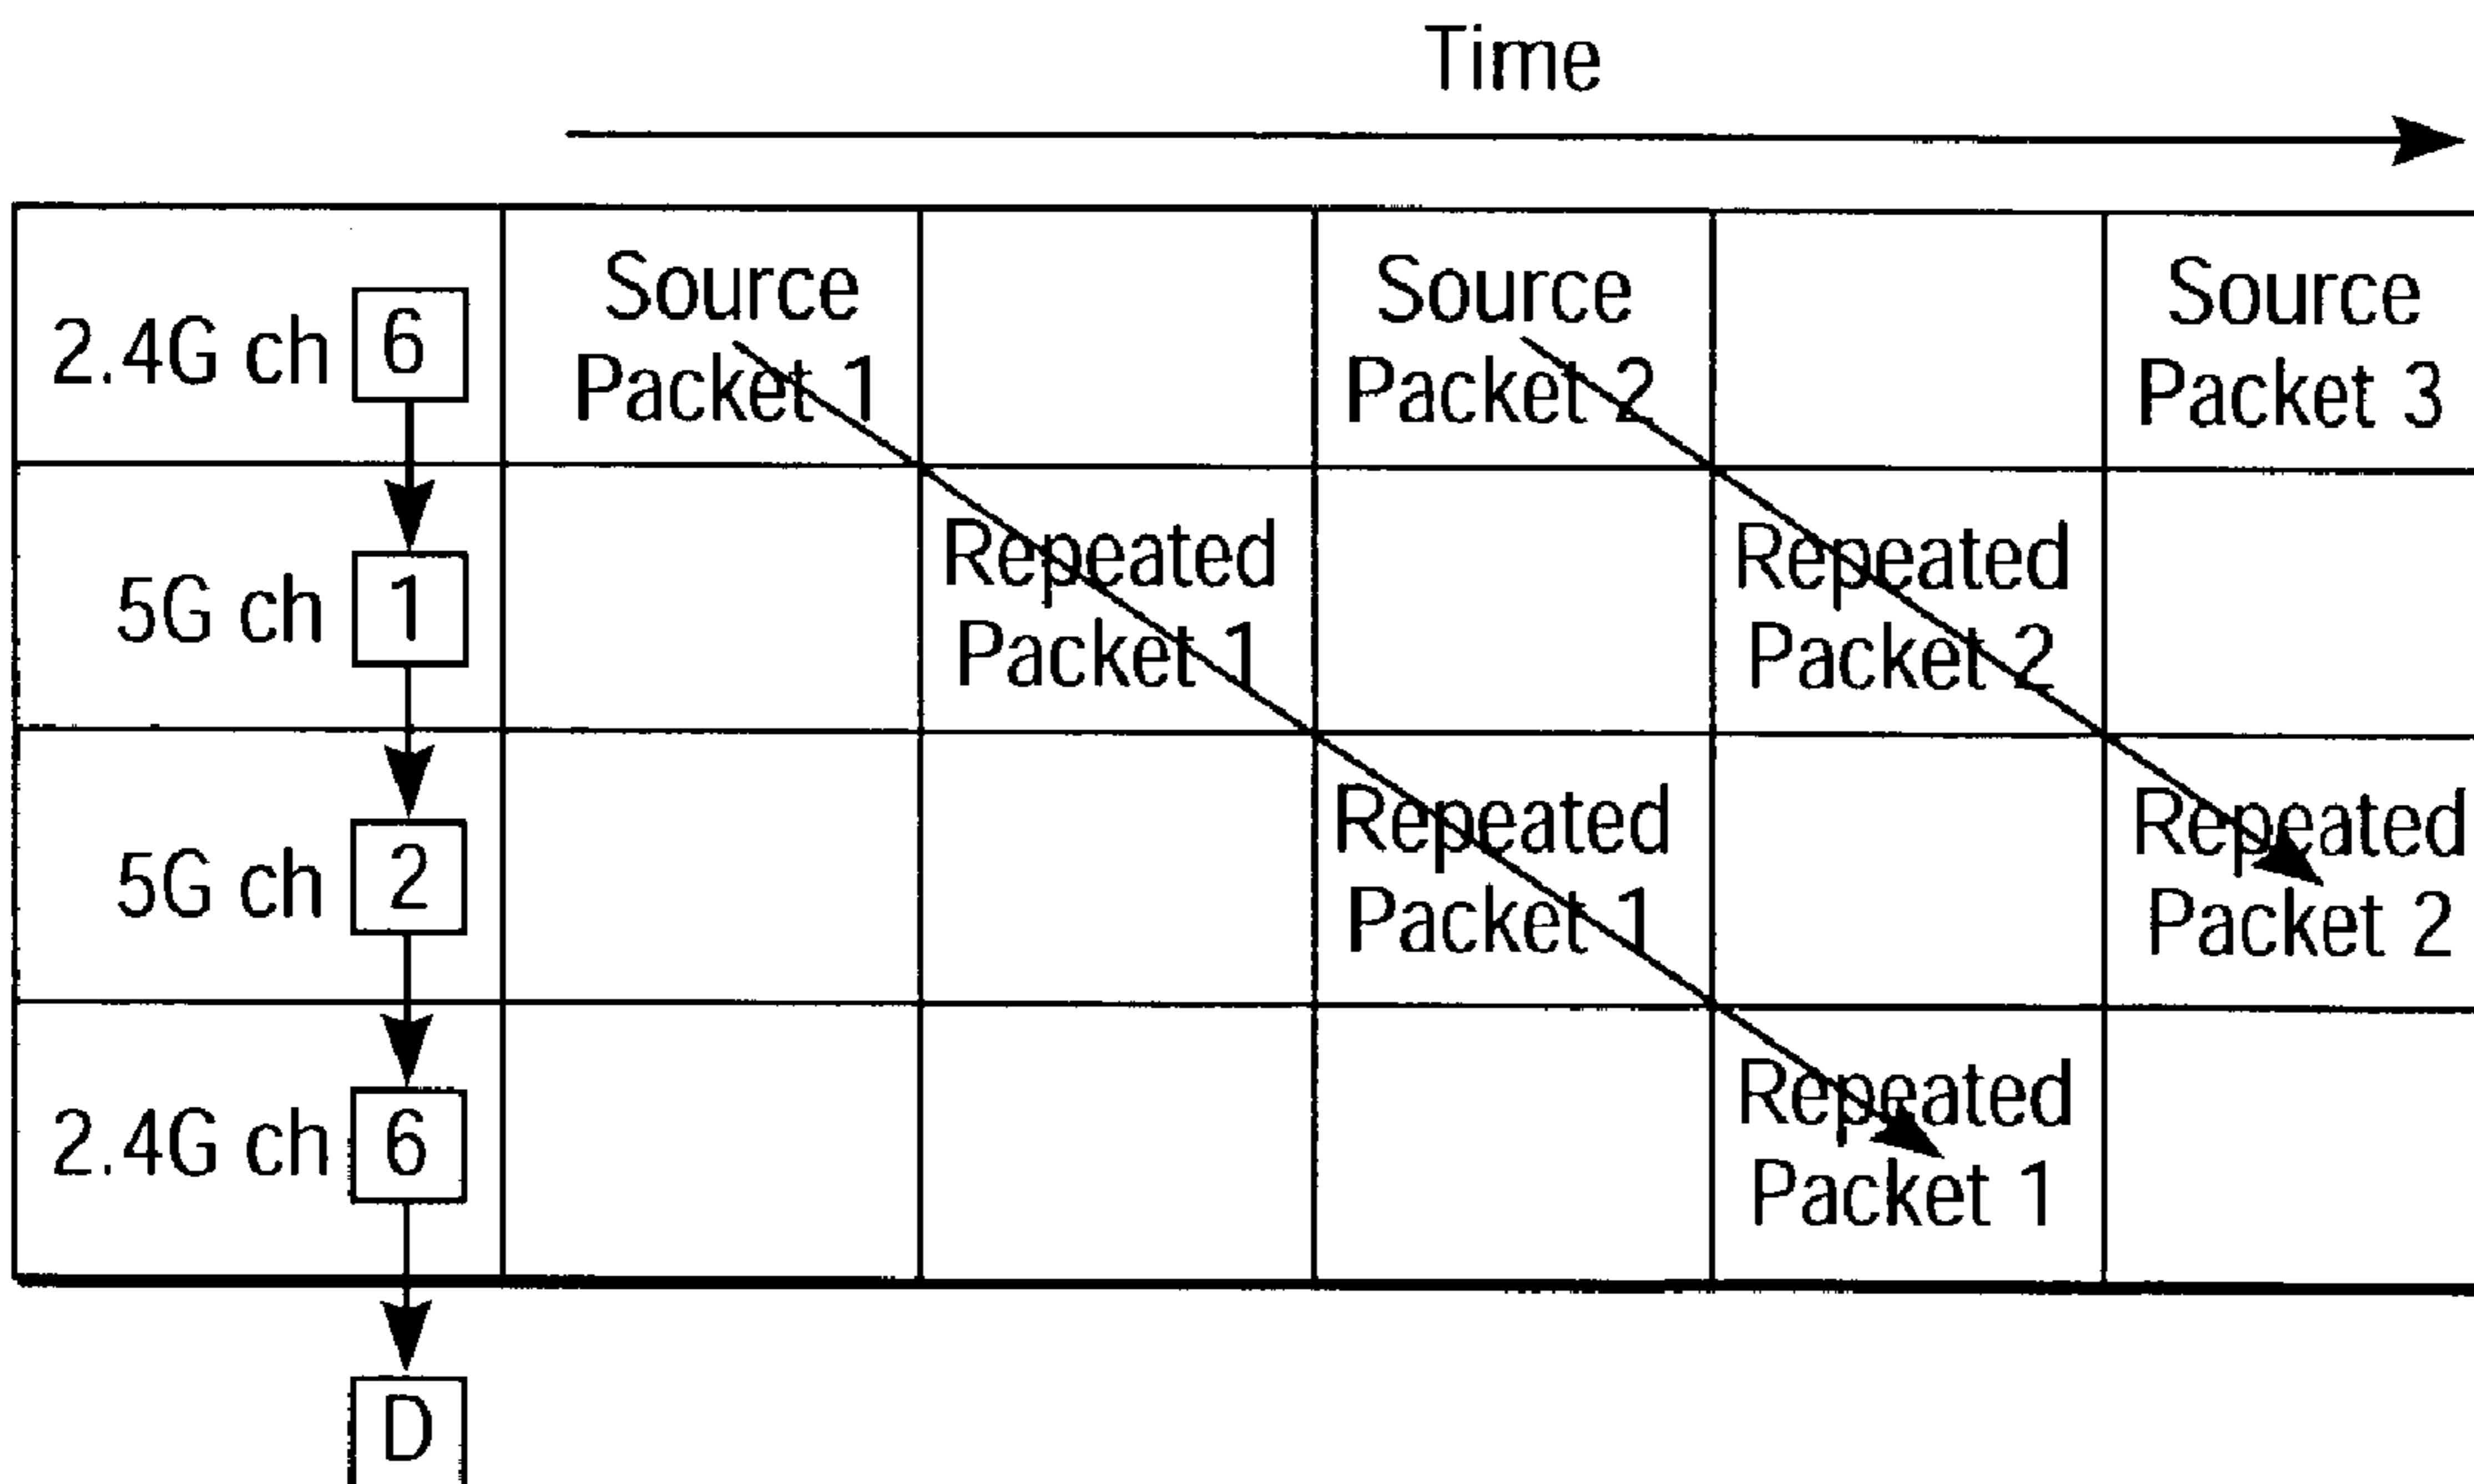 Time
2.4G ch 6
Source
Packet 1
Source
Packet 2
Source
Packet 3
5G ch 1
Repeated
Packet 1
Repeated
Packet 2
5G ch 2
Repeated
Packet 1
Repeated
Packet 2
2.4G ch 6
Repeated
Packet 1
D